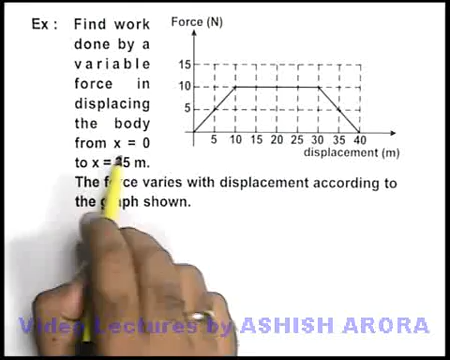 Ex : Find work
done by a
variable
force in
displacing
the body
from x = 0
to x = m.
The force varies with displacement according to
the graph shown.
Force (N)
15
10
5
5 10 15 20 25 30 35 40
displacement (m)
Video Lectures by ASHISH ARORA